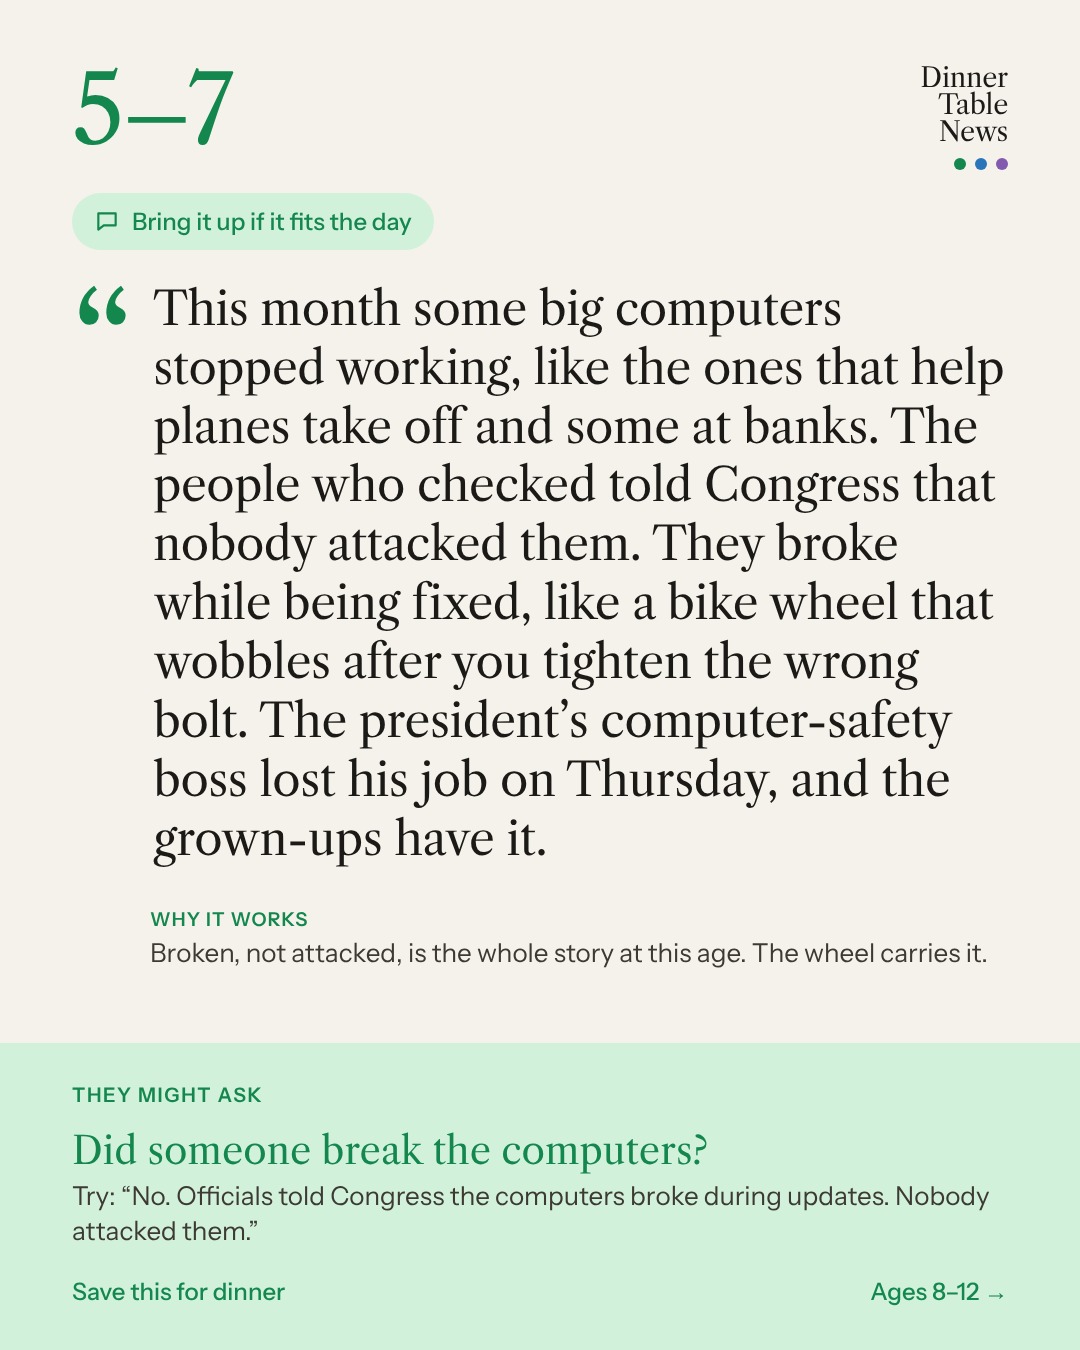 5–7
Dinner
Table
News
Bring it up if it fits the day
“ This month some big computers
stopped working, like the ones that help
planes take off and some at banks. The
people who checked told Congress that
nobody attacked them. They broke
while being fixed, like a bike wheel that
wobbles after you tighten the wrong
bolt. The president’s computer-safety
boss lost his job on Thursday, and the
grown-ups have it.
WHY IT WORKS
Broken, not attacked, is the whole story at this age. The wheel carries it.
THEY MIGHT ASK
Did someone break the computers?
Try: “No. Officials told Congress the computers broke during updates. Nobody
attacked them.”
Save this for dinner
Ages 8–12 →